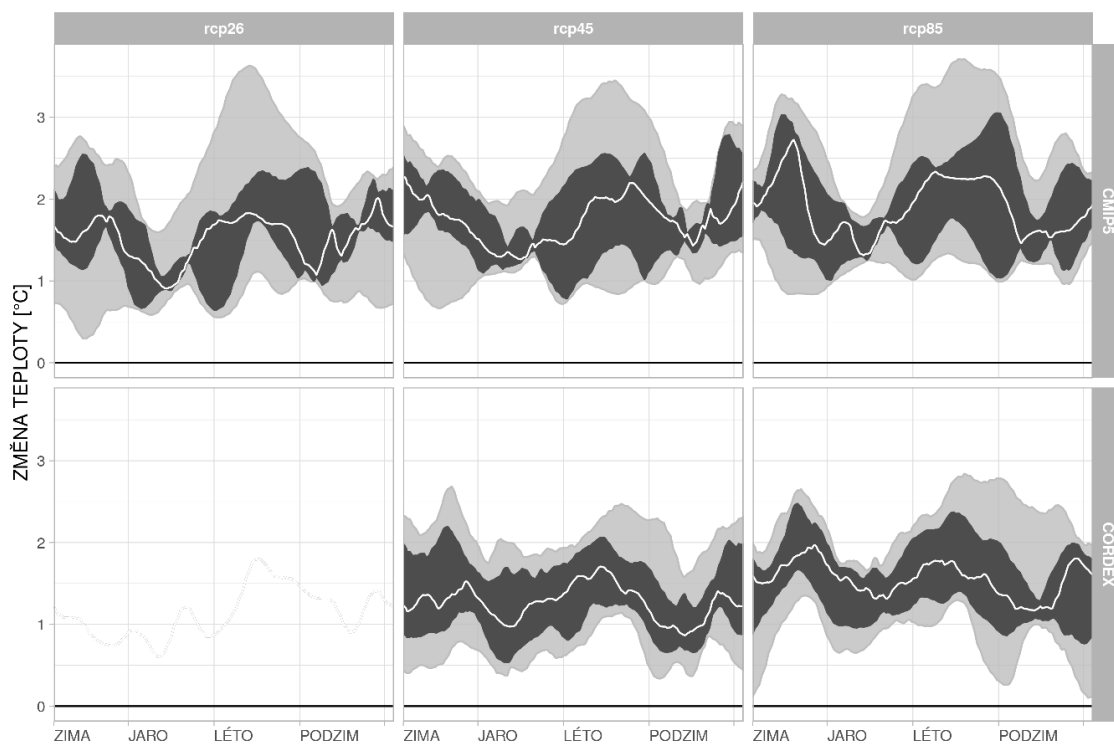 rcp26 rcp45 rcp85
ZMĚNA TEPLOTY [°C]
3
2
1
0
CMIP5
3
2
1
0
CORDEX
ZIMA JARO LÉTO PODZIM ZIMA JARO LÉTO PODZIM ZIMA JARO LÉTO PODZIM